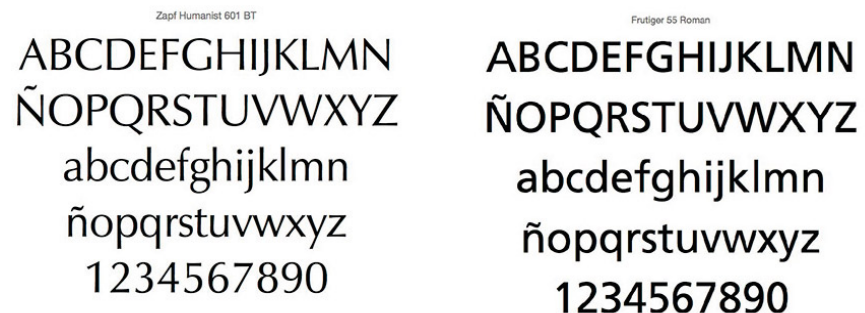 Zapf Humanist 601 BT
ABCDEFGHIJKLMN
ÑOPQRSTUVWXYZ
abcdefghijklmn
ñopqrstuvwxyz
1234567890
Frutiger 55 Roman
ABCDEFGHIJKLMN
ÑOPQRSTUVWXYZ
abcdefghijklmn
ñopqrstuvwxyz
1234567890